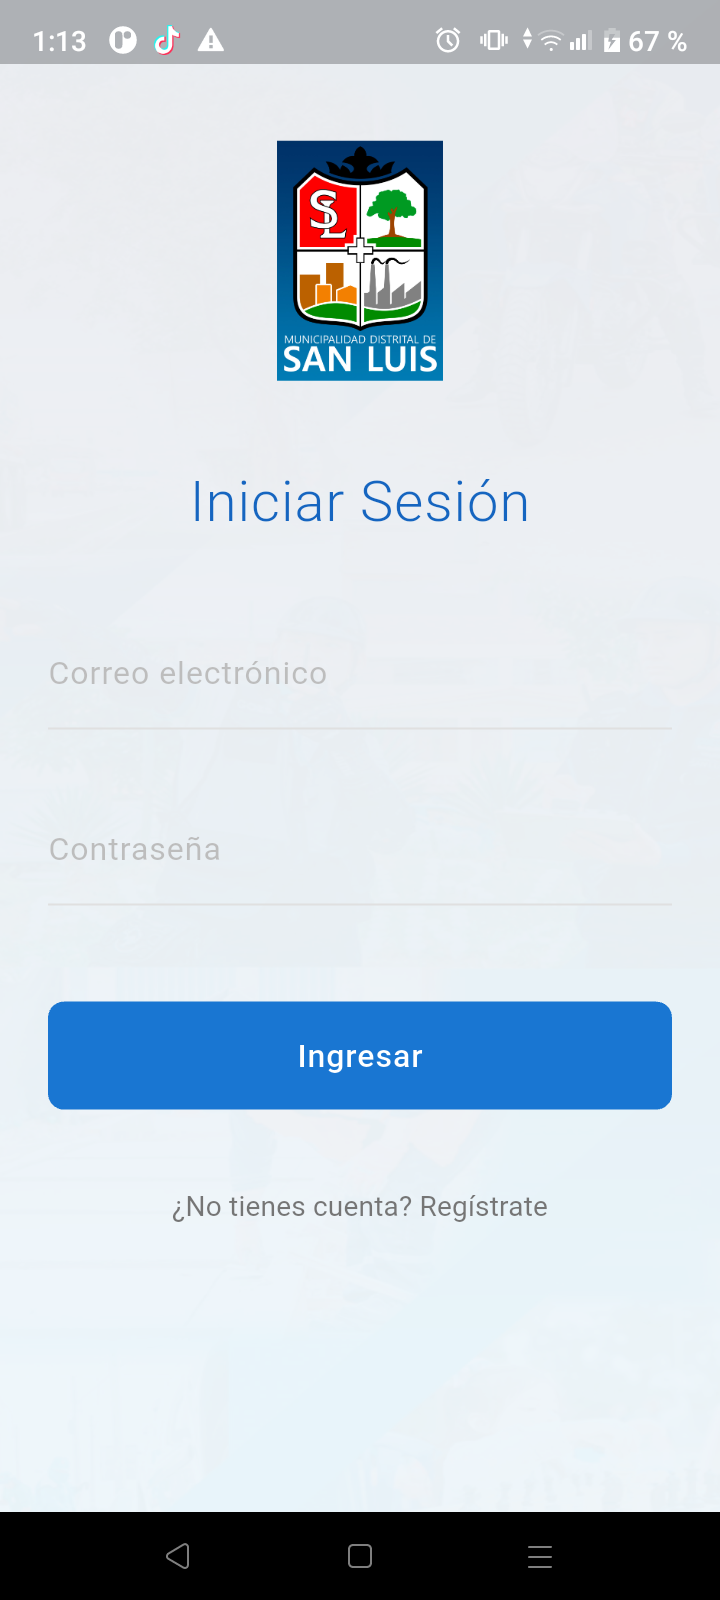 1:13
67 %
SL
MUNICIPALIDAD DISTRITAL DE
SAN LUIS
Iniciar Sesión
Correo electrónico
Contraseña
Ingresar
¿No tienes cuenta? Regístrate